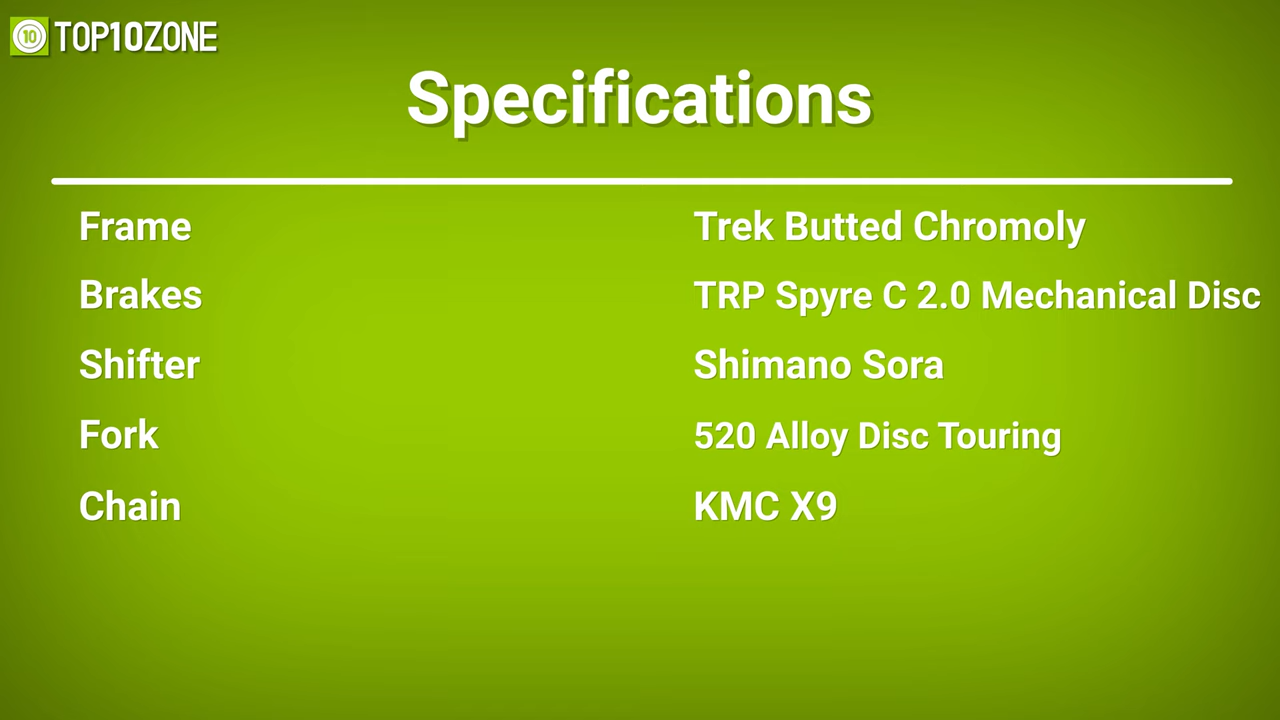 10 TOP10ZONE
Specifications
Frame Trek Butted Chromoly
Brakes TRP Spyre C 2.0 Mechanical Disc
Shifter Shimano Sora
Fork 520 Alloy Disc Touring
Chain KMC X9